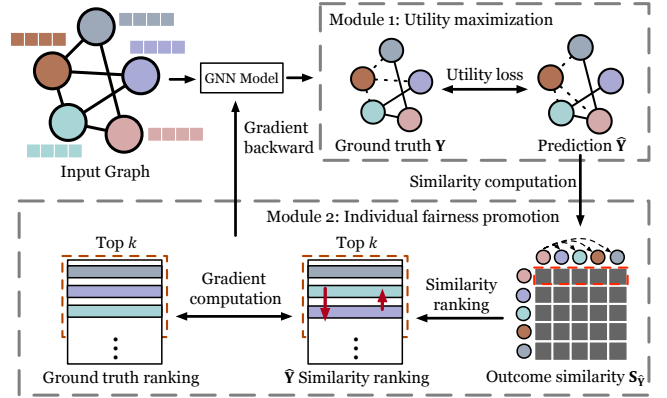 Module 1: Utility maximization
GNN Model
Utility loss
Gradient
backward
Ground truth Y
Prediction Ŷ
Input Graph
Similarity computation
Module 2: Individual fairness promotion
Top k
Top k
Gradient
computation
Similarity
ranking
Ground truth ranking
Ŷ Similarity ranking
Outcome similarity S_Ŷ